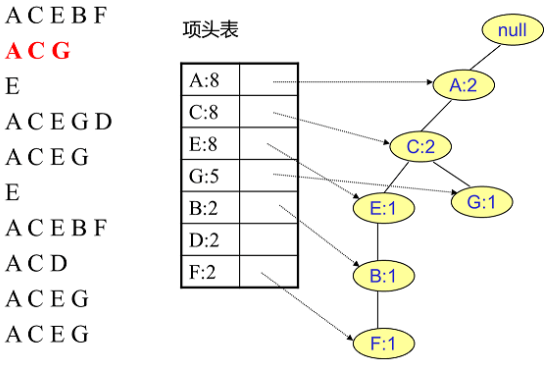 A C E B F
A C G
E
A C E G D
A C E G
E
A C E B F
A C D
A C E G
A C E G
项头表
A:8
C:8
E:8
G:5
B:2
D:2
F:2
null
A:2
C:2
E:1
G:1
B:1
F:1